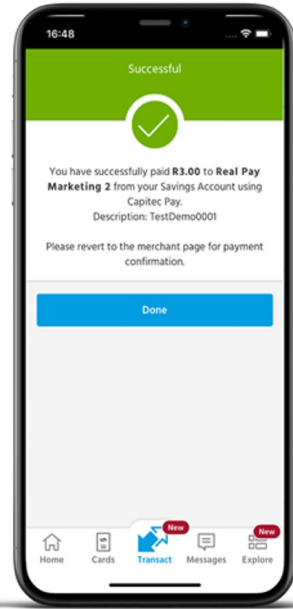 16:48
Successful
You have successfully paid R3.00 to Real Pay
Marketing 2 from your Savings Account using
Capitec Pay.
Description: TestDemo0001
Please revert to the merchant page for payment
confirmation.
Done
New
New
Home
Cards
Transact
Messages
Explore